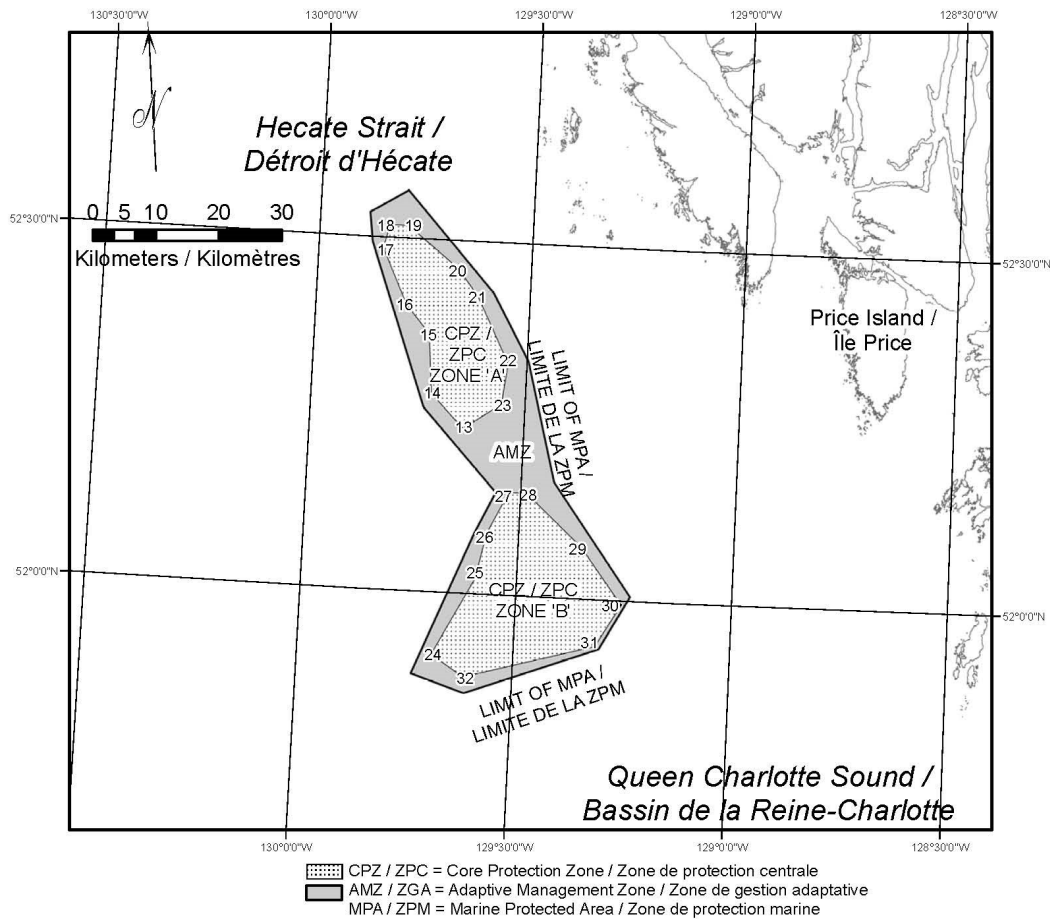 130°30'0"W
130°0'0"W
129°30'0"W
129°0'0"W
128°30'0"W
N
Hecate Strait /
Détroit d'Hécate
52°30'0"N
0 5 10 20 30
Kilometers / Kilomètres
18 19
17
20
52°30'0"N
21
16
15
CPZ /
ZPC
ZONE 'A'
Price Island /
Île Price
22
14
23
13
LIMIT OF MPA /
LIMITE DE LA ZPM
AMZ
27 28
26
29
52°0'0"N
25
CPZ / ZPC
ZONE 'B'
30
52°0'0"N
31
24
32
LIMIT OF MPA /
LIMITE DE LA ZPM
Queen Charlotte Sound /
Bassin de la Reine-Charlotte
130°0'0"W
129°30'0"W
129°0'0"W
128°30'0"W
CPZ / ZPC = Core Protection Zone / Zone de protection centrale
AMZ / ZGA = Adaptive Management Zone / Zone de gestion adaptative
MPA / ZPM = Marine Protected Area / Zone de protection marine